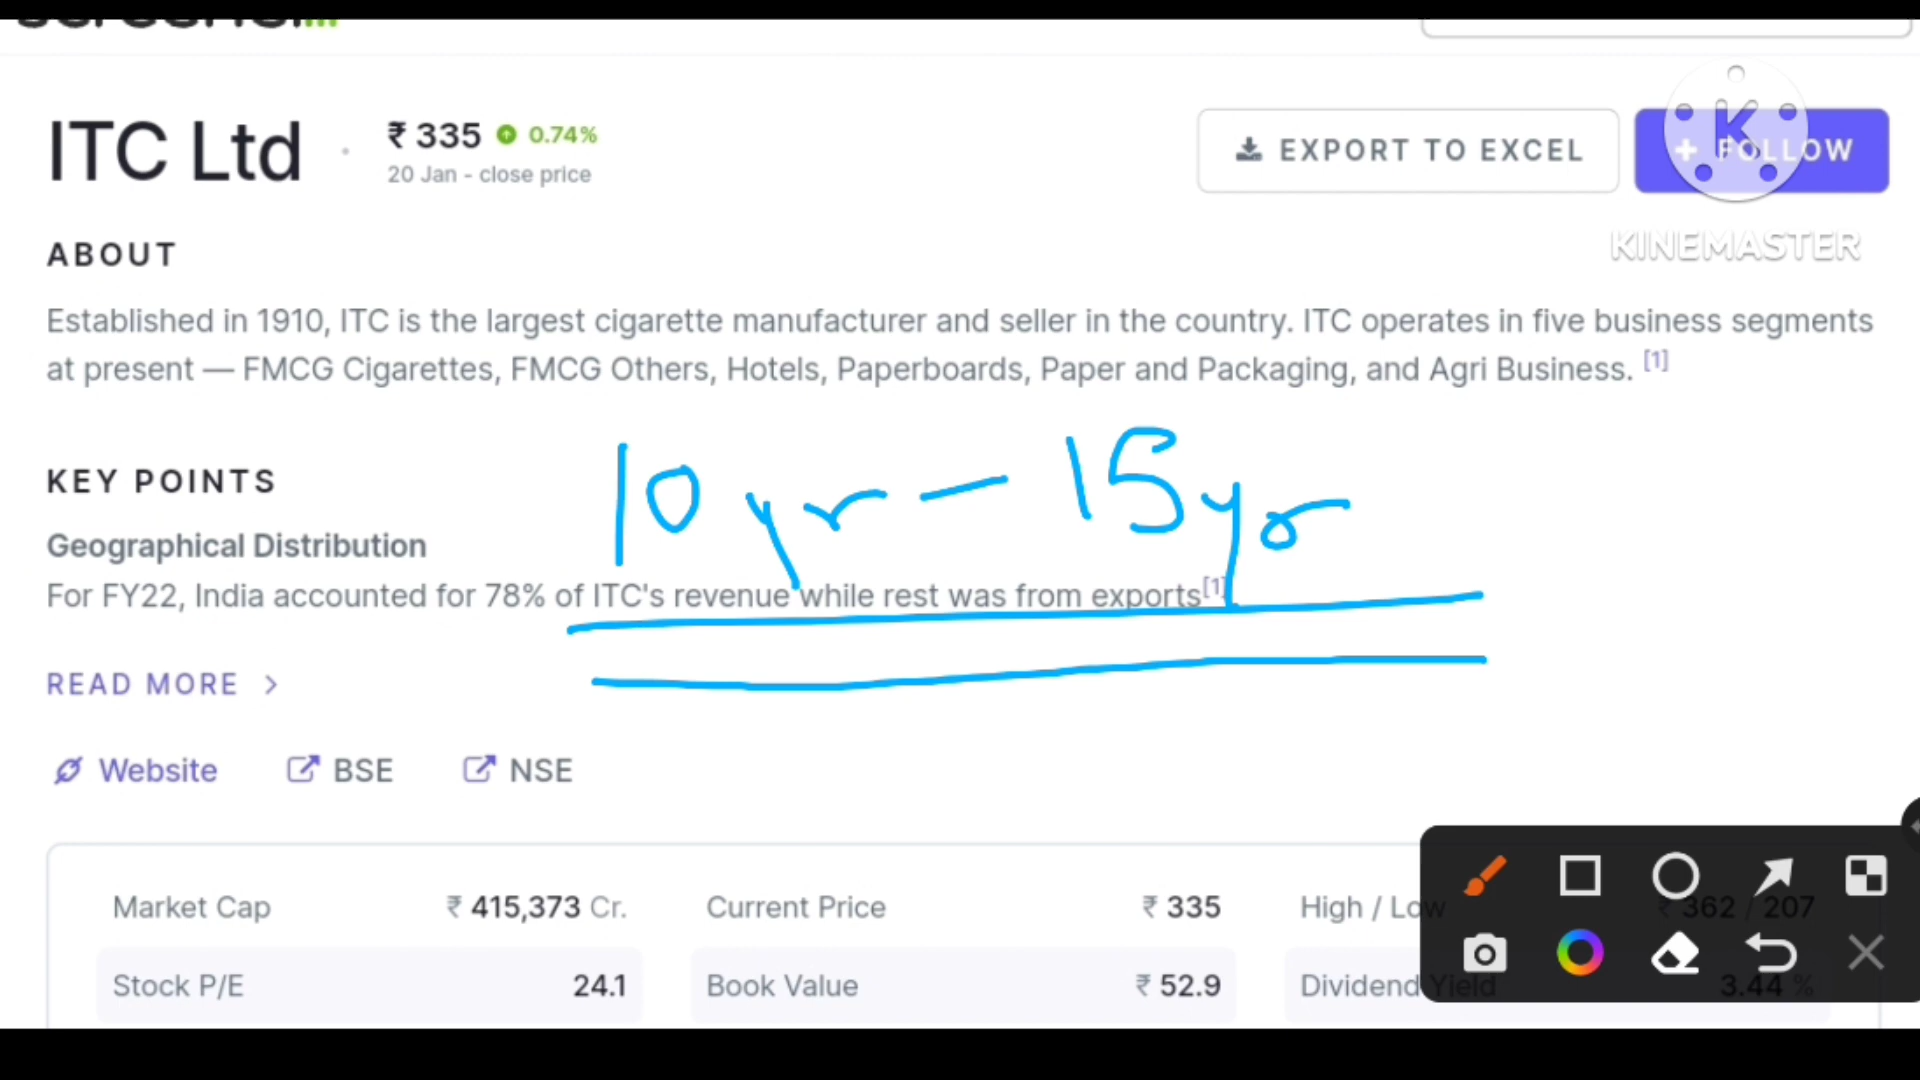 ITC Ltd · ₹ 335 0.74%
20 Jan - close price
EXPORT TO EXCEL
+ FOLLOW
K
KINEMASTER
ABOUT
Established in 1910, ITC is the largest cigarette manufacturer and seller in the country. ITC operates in five business segments
at present — FMCG Cigarettes, FMCG Others, Hotels, Paperboards, Paper and Packaging, and Agri Business. [1]
10 yr - 15 yr
KEY POINTS
Geographical Distribution
For FY22, India accounted for 78% of ITC's revenue while rest was from exports[1]
READ MORE >
Website BSE NSE
Market Cap ₹ 415,373 Cr. Current Price ₹ 335 High / Low ₹ 362 / 207
Stock P/E 24.1 Book Value ₹ 52.9 Dividend Yield 3.44 %